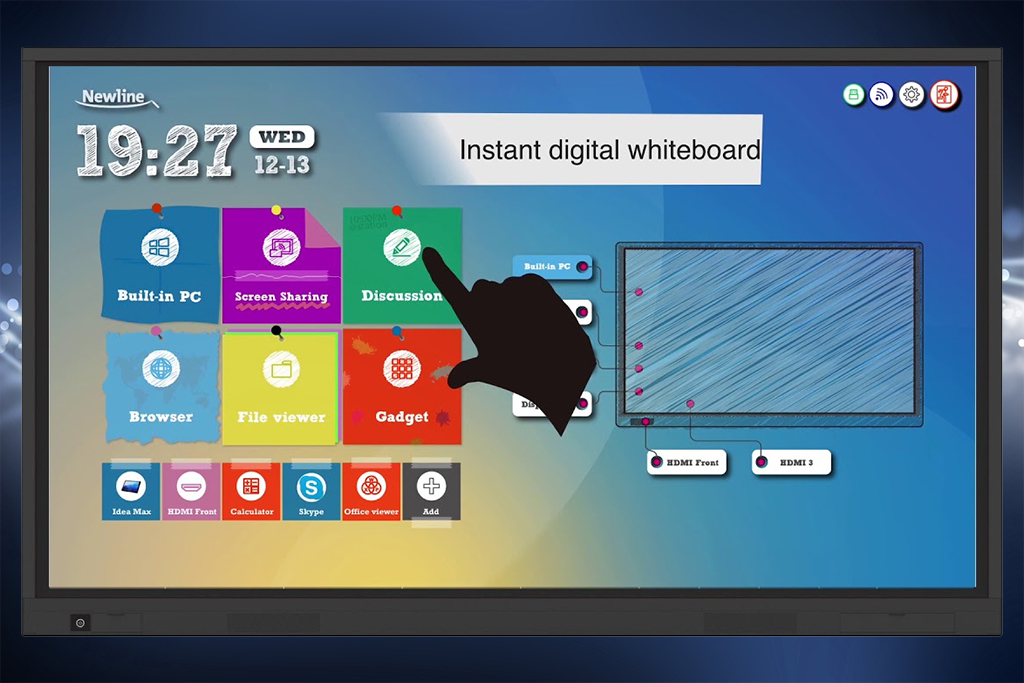 Newline
19:27
WED
12-13
Instant digital whiteboard
Built-in PC
Screen Sharing
Discussion
Built-in PC
Browser
File viewer
Gadget
HDMI Front
HDMI 3
Idea Max
HDMI Front
Calculator
Skype
Office viewer
Add